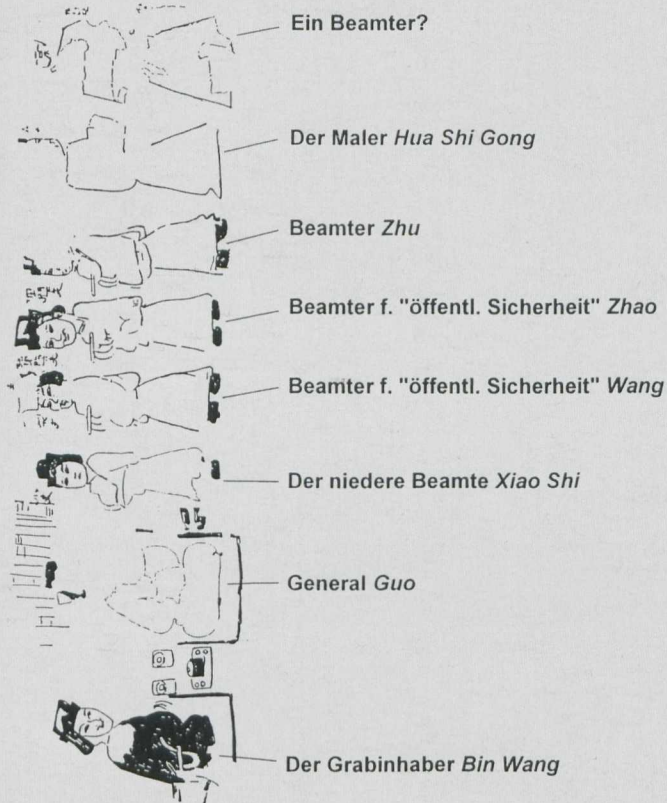 Ein Beamter?
Der Maler Hua Shi Gong
Beamter Zhu
Beamter f. "öffentl. Sicherheit" Zhao
Beamter f. "öffentl. Sicherheit" Wang
Der niedere Beamte Xiao Shi
General Guo
Der Grabinhaber Bin Wang